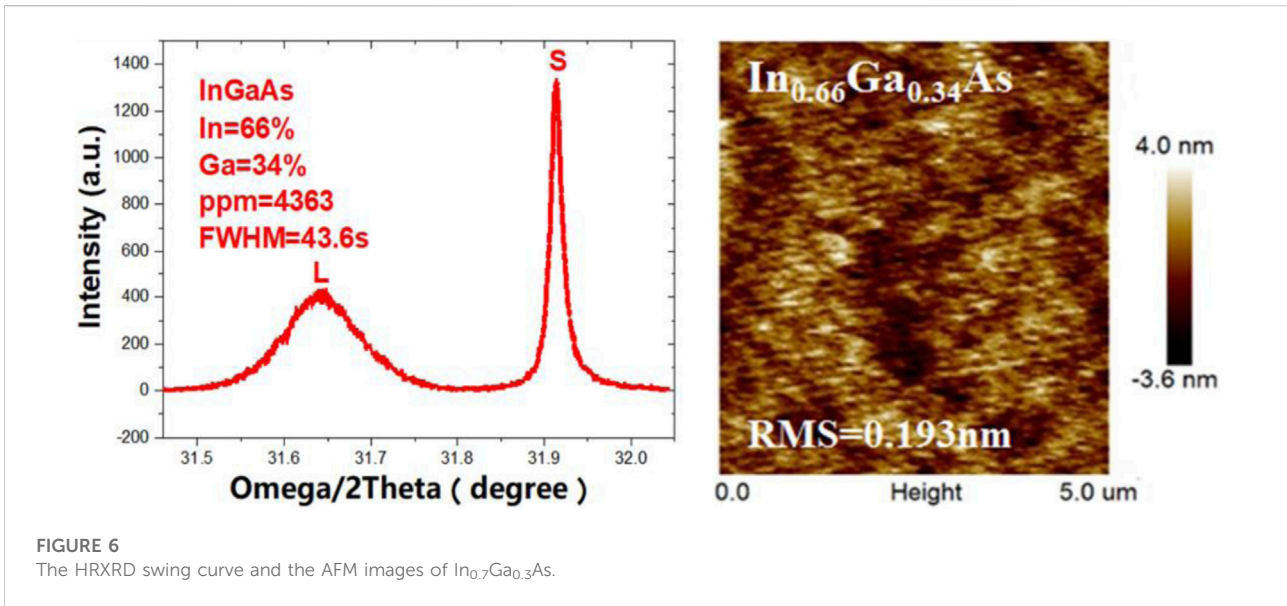 1400
1200
1000
800
600
400
200
0
-200
Intensity (a.u.)
InGaAs
In=66%
Ga=34%
ppm=4363
FWHM=43.6s
L
S
31.5 31.6 31.7 31.8 31.9 32.0
Omega/2Theta ( degree )
In0.66Ga0.34As
RMS=0.193nm
0.0 Height 5.0 um
4.0 nm
-3.6 nm
FIGURE 6
The HRXRD swing curve and the AFM images of In0.7Ga0.3As.